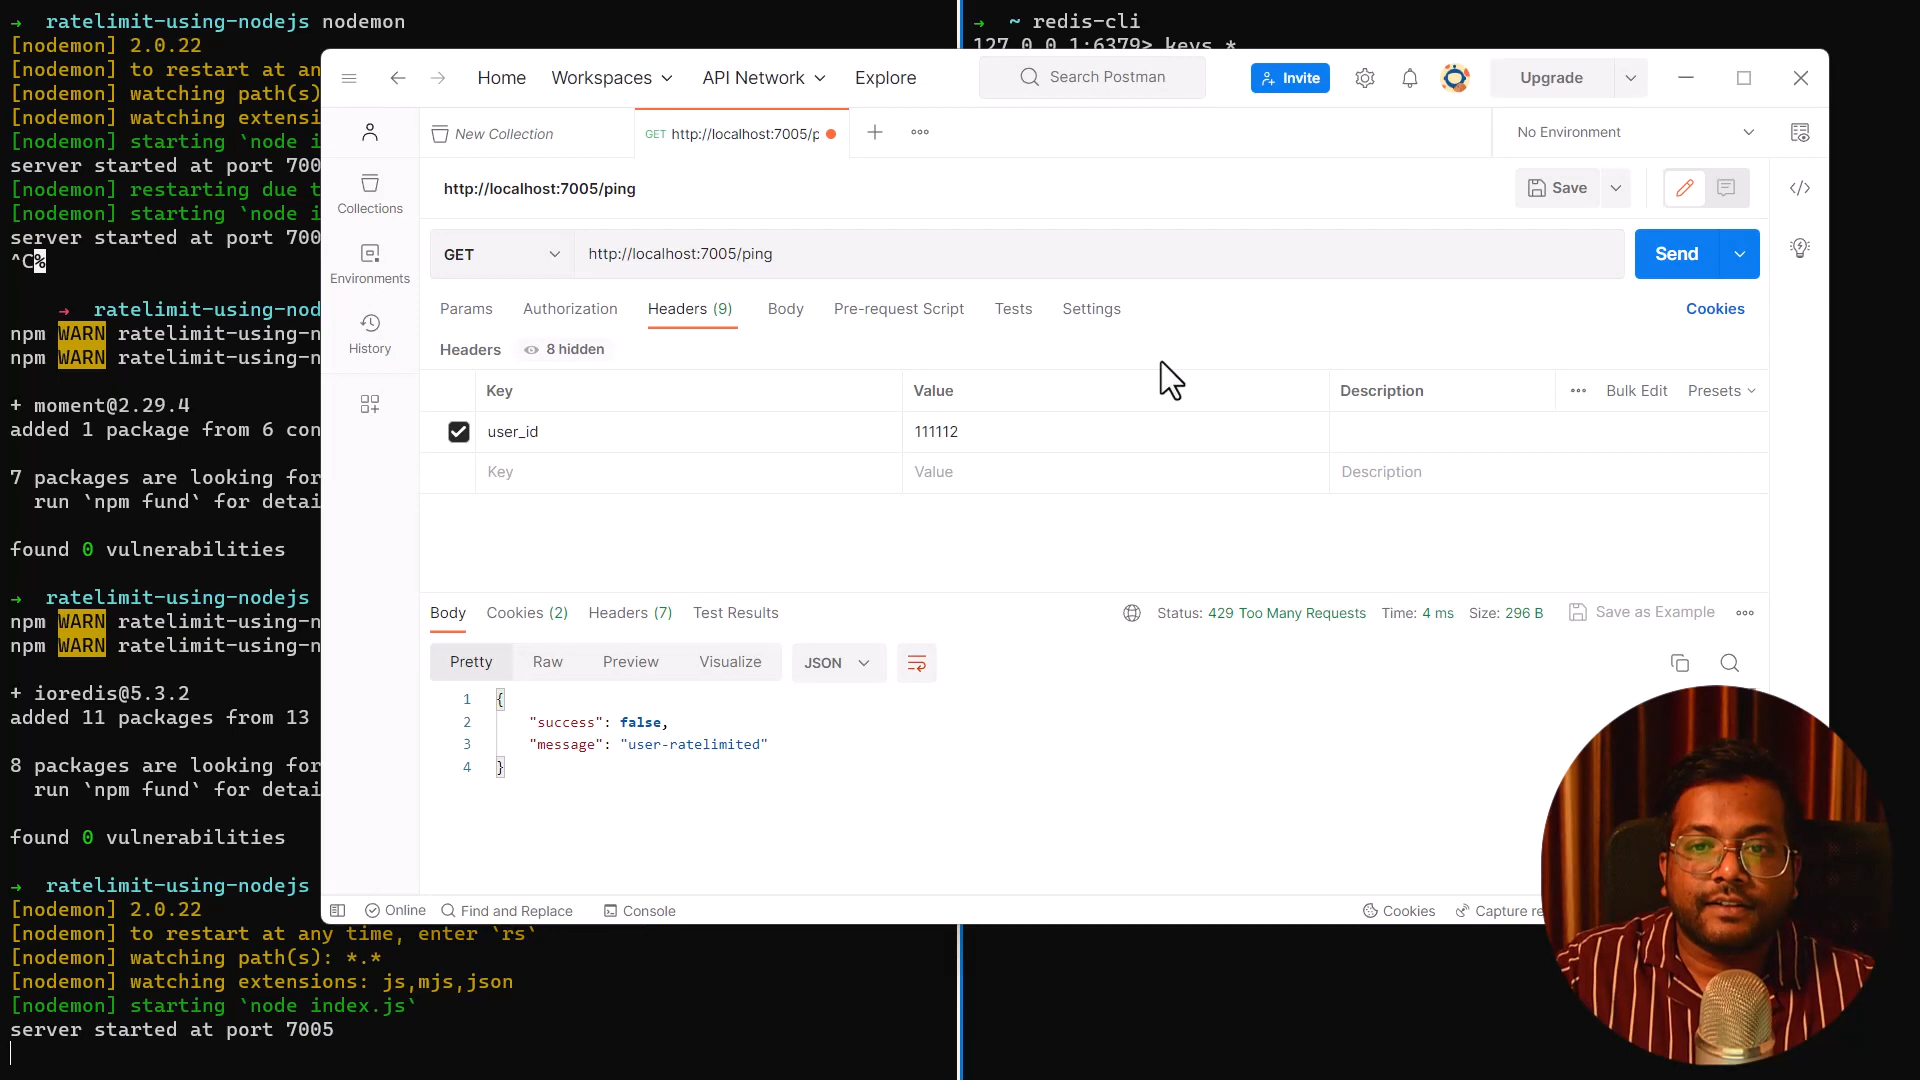 → ratelimit-using-nodejs nodemon
[nodemon] 2.0.22
[nodemon] to restart at an
[nodemon] watching path(s)
[nodemon] watching extensi
[nodemon] starting `node i
server started at port 700
[nodemon] restarting due t
[nodemon] starting `node i
server started at port 700
^C%
→ ratelimit-using-nod
npm WARN ratelimit-using-n
npm WARN ratelimit-using-n
+ moment@2.29.4
added 1 package from 6 con
7 packages are looking for
run `npm fund` for detai
found 0 vulnerabilities
→ ratelimit-using-nodejs
npm WARN ratelimit-using-n
npm WARN ratelimit-using-n
+ ioredis@5.3.2
added 11 packages from 13
8 packages are looking for
run `npm fund` for detai
found 0 vulnerabilities
→ ratelimit-using-nodejs
[nodemon] 2.0.22
[nodemon] to restart at any time, enter `rs`
[nodemon] watching path(s): *.*
[nodemon] watching extensions: js,mjs,json
[nodemon] starting `node index.js`
server started at port 7005
→ ~ redis-cli
127.0.0.1:6379> keys *
Home Workspaces API Network Explore Search Postman Invite Upgrade
New Collection GET http://localhost:7005/p No Environment
Collections
Environments
History
http://localhost:7005/ping Save
GET http://localhost:7005/ping Send
Params Authorization Headers (9) Body Pre-request Script Tests Settings Cookies
Headers 8 hidden
Key Value Description Bulk Edit Presets
user_id 111112
Key Value Description
Body Cookies (2) Headers (7) Test Results Status: 429 Too Many Requests Time: 4 ms Size: 296 B Save as Example
Pretty Raw Preview Visualize JSON
1 {
2 "success": false,
3 "message": "user-ratelimited"
4 }
Online Find and Replace Console Cookies Capture re